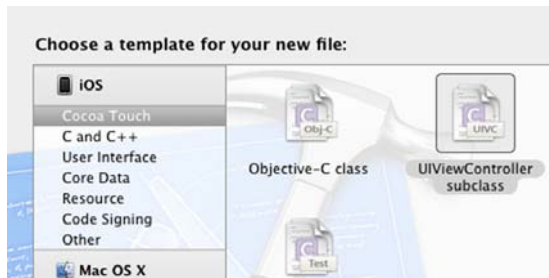 Choose a template for your new file:
iOS
Cocoa Touch
C and C++
User Interface
Core Data
Resource
Code Signing
Other
Mac OS X
Obj-C
Objective-C class
UIVC
UIViewController
subclass
Test